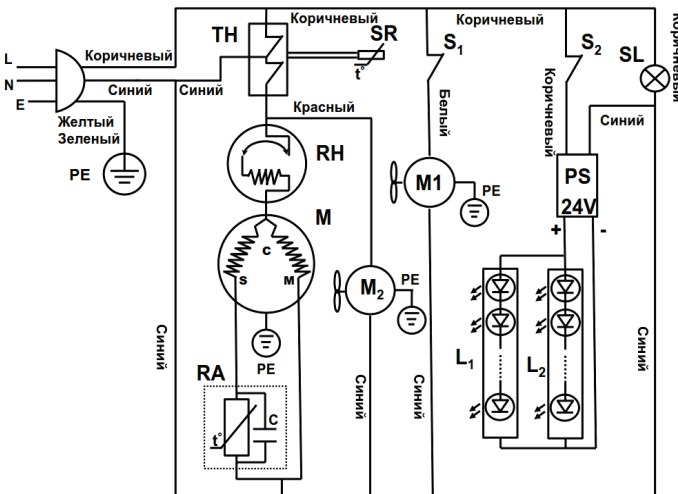 Коричневый
Коричневый
Коричневый
TH
SR
S1
S2
SL
L
Коричневый
N
Синий
Синий
t°
E
Желтый
Зеленый
Красный
Белый
Коричневый
Синий
PE
RH
M1
PE
PS
24V
M
+
-
C
S
M
M2
PE
PE
Синий
Синий
Синий
Синий
L1
L2
RA
C
t°